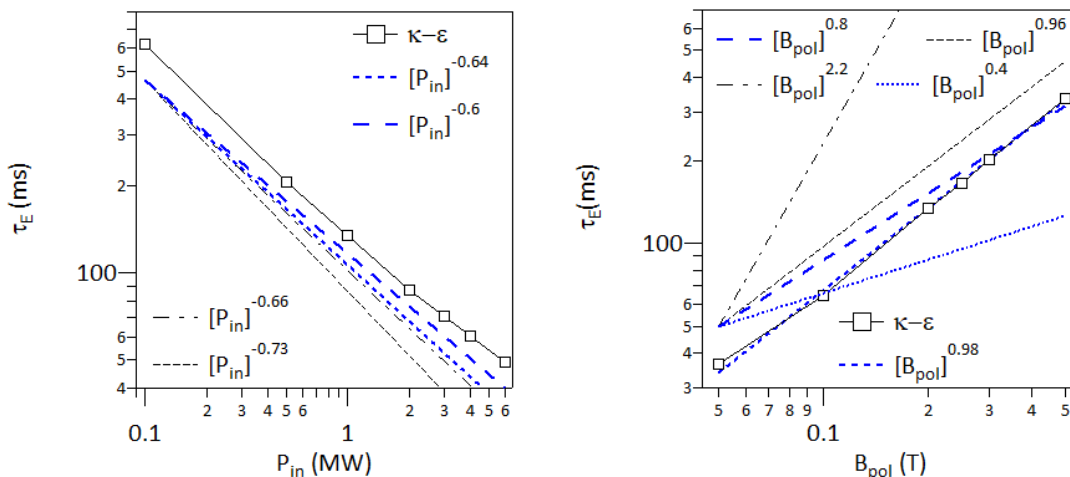 κ−ε
[P_in]^-0.64
[P_in]^-0.6
[P_in]^-0.66
[P_in]^-0.73
6
5
4
3
2
100
6
5
4
0.1
2
3
4
5
6
1
2
3
4
5
6
τ_E (ms)
P_in (MW)
[B_pol]^0.8
[B_pol]^0.96
[B_pol]^2.2
[B_pol]^0.4
κ−ε
[B_pol]^0.98
6
5
4
3
2
100
6
5
4
3
5
6
7
8
9
0.1
2
3
4
5
τ_E(ms)
B_pol (T)